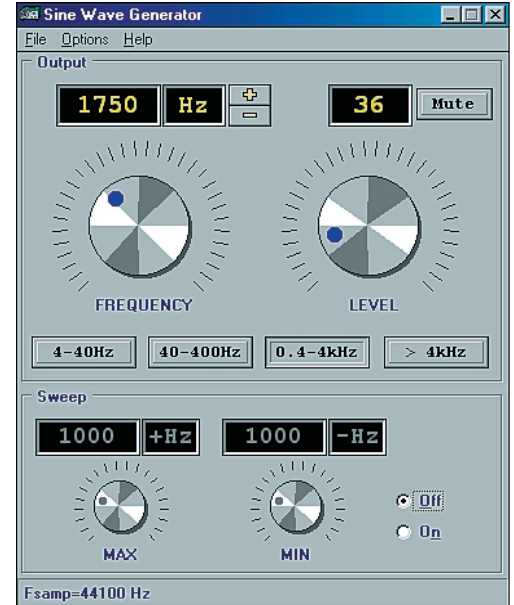 Sine Wave Generator
File Options Help
Output
1750 Hz 36 Mute
FREQUENCY LEVEL
4-40Hz 40-400Hz 0.4-4kHz > 4kHz
Sweep
1000 +Hz 1000 -Hz
Off
On
MAX MIN
Fsamp=44100 Hz